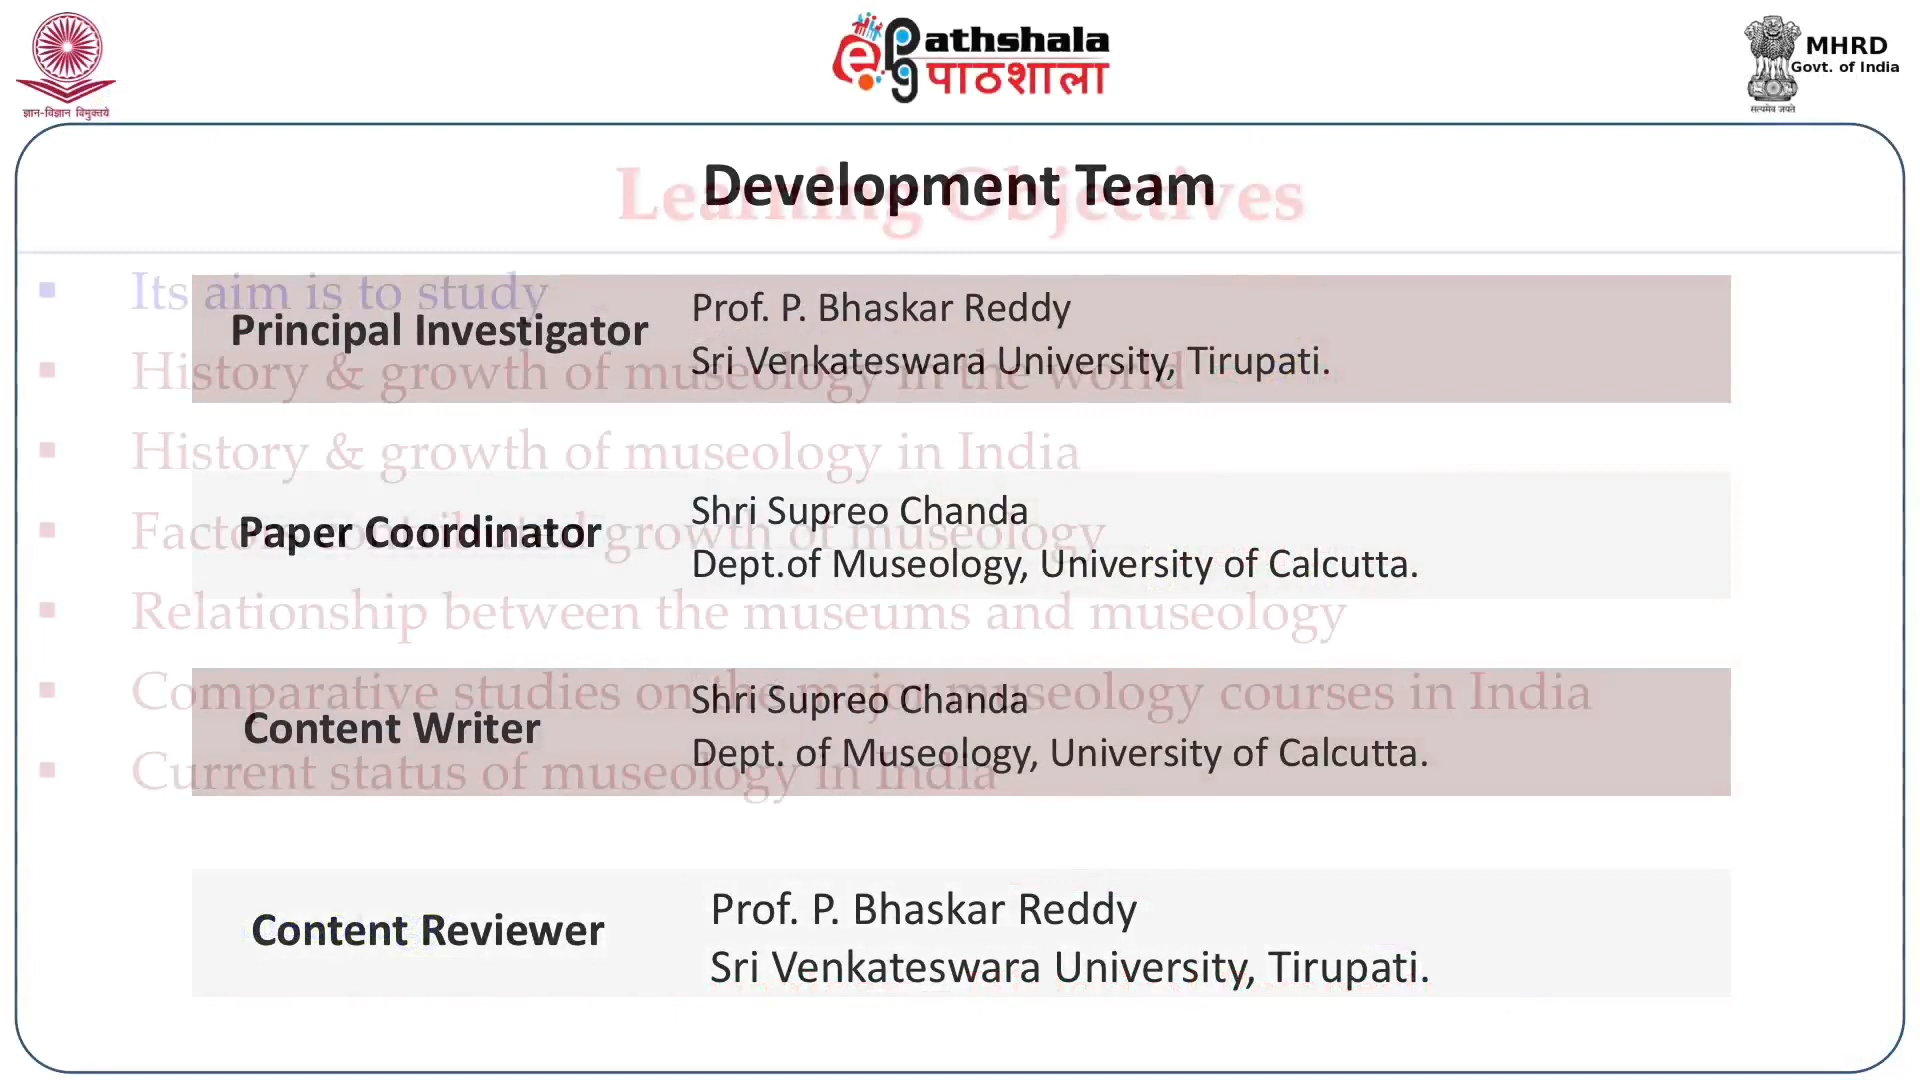 ज्ञान-विज्ञान विमुक्तये
e Pg athshala
पाठशाला
MHRD
Govt. of India
सत्यमेव जयते
Development Team
Learning Objectives
Principal Investigator
Prof. P. Bhaskar Reddy
Sri Venkateswara University, Tirupati.
Paper Coordinator
Shri Supreo Chanda
Dept.of Museology, University of Calcutta.
Content Writer
Shri Supreo Chanda
Dept. of Museology, University of Calcutta.
Content Reviewer
Prof. P. Bhaskar Reddy
Sri Venkateswara University, Tirupati.
▪ Its aim is to study
▪ History & growth of museology in the world
▪ History & growth of museology in India
▪ growth of museology
▪ Relationship between the museums and museology
▪ Comparative studies on the major museology courses in India
▪ Current status of museology in India